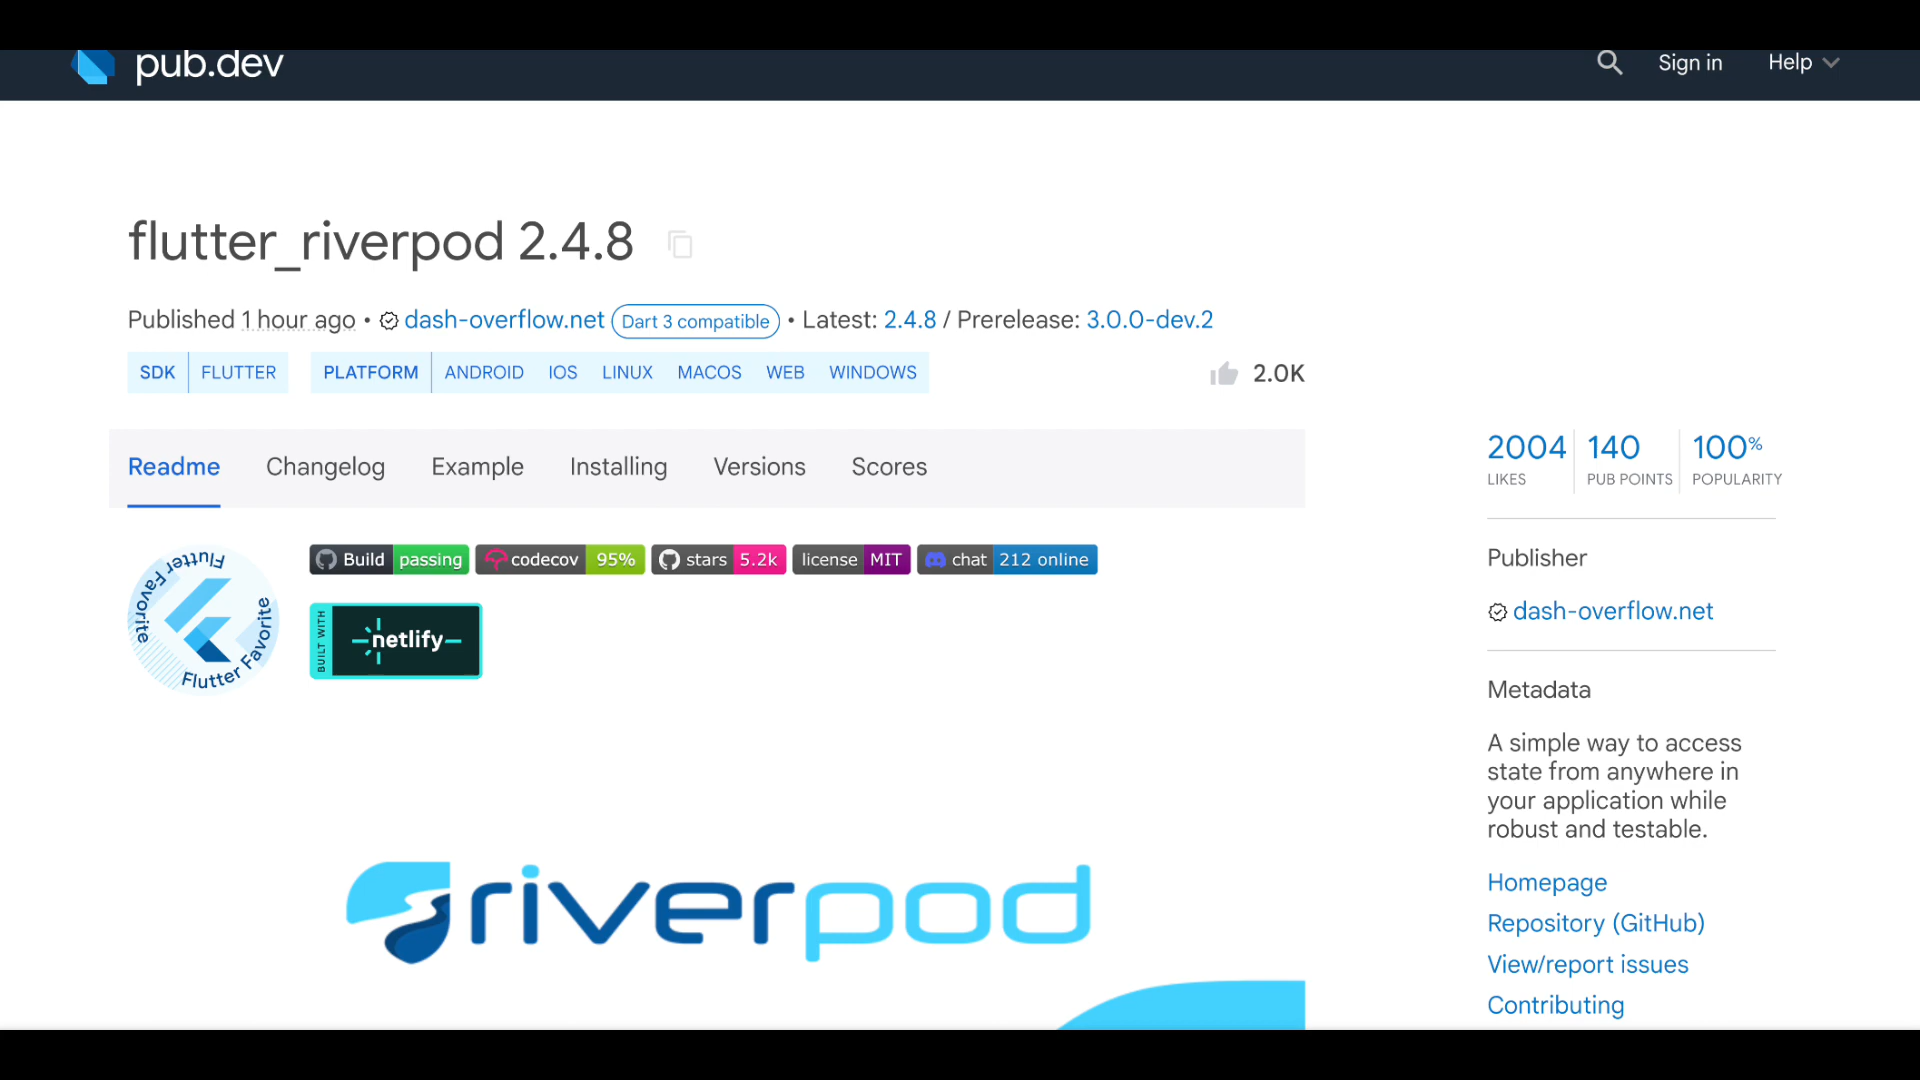 pub.dev
Sign in
Help
flutter_riverpod 2.4.8
Published 1 hour ago • dash-overflow.net Dart 3 compatible • Latest: 2.4.8 / Prerelease: 3.0.0-dev.2
SDK FLUTTER PLATFORM ANDROID IOS LINUX MACOS WEB WINDOWS
2.0K
Readme Changelog Example Installing Versions Scores
2004 140 100%
LIKES PUB POINTS POPULARITY
Flutter Favorite
Flutter Favorite
Build passing codecov 95% stars 5.2k license MIT chat 212 online
BUILT WITH netlify
riverpod
Publisher
dash-overflow.net
Metadata
A simple way to access
state from anywhere in
your application while
robust and testable.
Homepage
Repository (GitHub)
View/report issues
Contributing